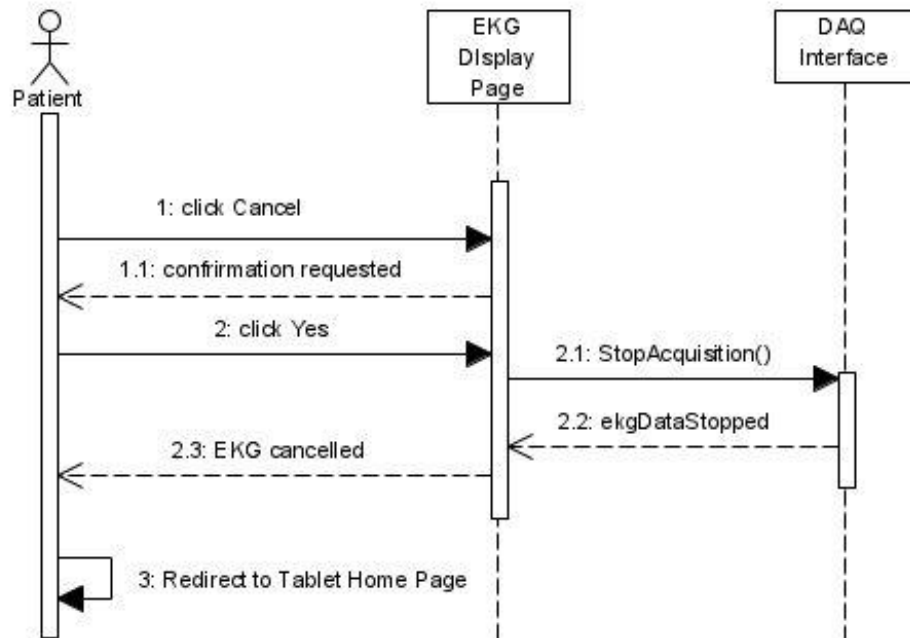 EKG
DIsplay
Page
DAQ
Interface
Patient
1: click Cancel
1.1: confrirmation requested
2: click Yes
2.1: StopAcquisition()
2.2: ekgDataStopped
2.3: EKG cancelled
3: Redirect to Tablet Home Page